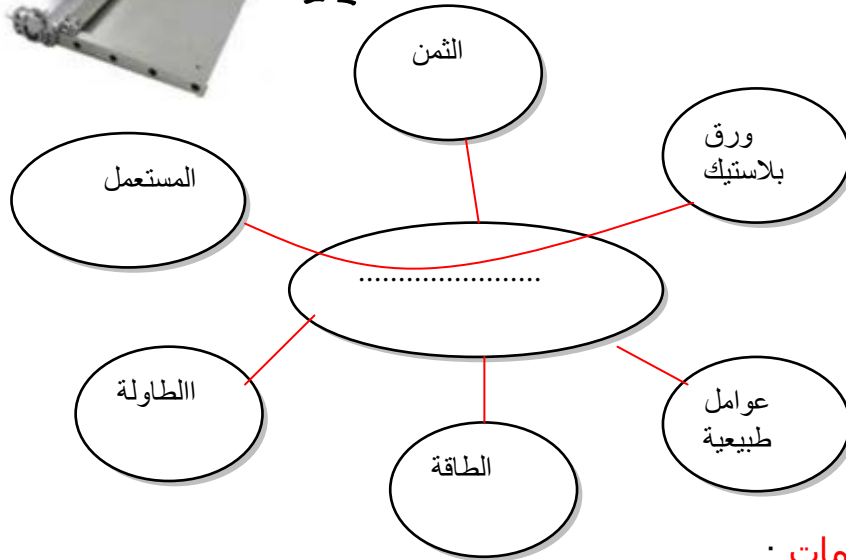 الثمن
ورق
بلاستيك
المستعمل
.......................
االطاولة
عوامل
طبيعية
الطاقة